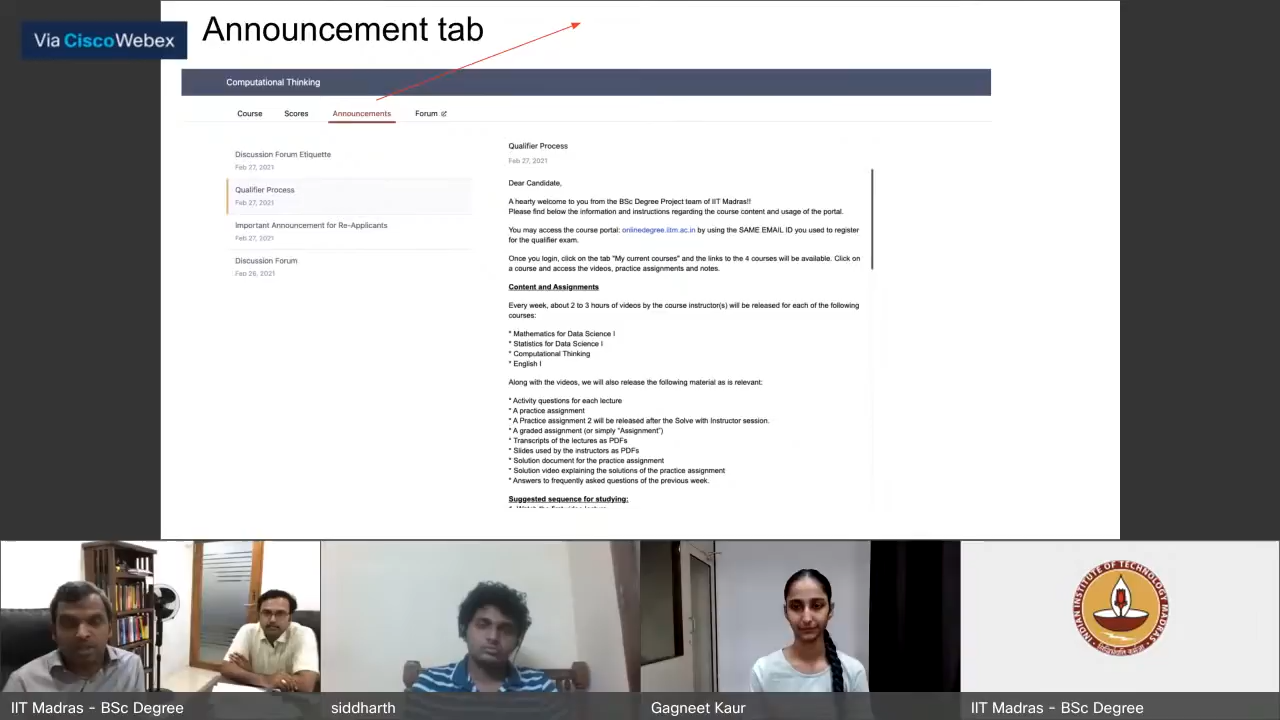 Announcement tab
Via Cisco Webex
Computational Thinking
Course Scores Announcements Forum
Discussion Forum Etiquette
Feb 27, 2021
Qualifier Process
Feb 27, 2021
Important Announcement for Re-Applicants
Feb 27, 2021
Discussion Forum
Feb 26, 2021
Qualifier Process
Feb 27, 2021
Dear Candidate,
A hearty welcome to you from the BSc Degree Project team of IIT Madras!!
Please find below the information and instructions regarding the course content and usage of the portal.
You may access the course portal: onlinedegree.iitm.ac.in by using the SAME EMAIL ID you used to register
for the qualifier exam.
Once you login, click on the tab "My current courses" and the links to the 4 courses will be available. Click on
a course and access the videos, practice assignments and notes.
Content and Assignments
Every week, about 2 to 3 hours of videos by the course instructor(s) will be released for each of the following
courses:
* Mathematics for Data Science I
* Statistics for Data Science I
* Computational Thinking
* English I
Along with the videos, we will also release the following material as is relevant:
* Activity questions for each lecture
* A practice assignment
* A Practice assignment 2 will be released after the Solve with Instructor session.
* A graded assignment (or simply "Assignment")
* Transcripts of the lectures as PDFs
* Slides used by the instructors as PDFs
* Solution document for the practice assignment
* Solution video explaining the solutions of the practice assignment
* Answers to frequently asked questions of the previous week.
Suggested sequence for studying:
INDIAN INSTITUTE OF TECHNOLOGY MADRAS
IIT Madras - BSc Degree
siddharth
Gagneet Kaur
IIT Madras - BSc Degree